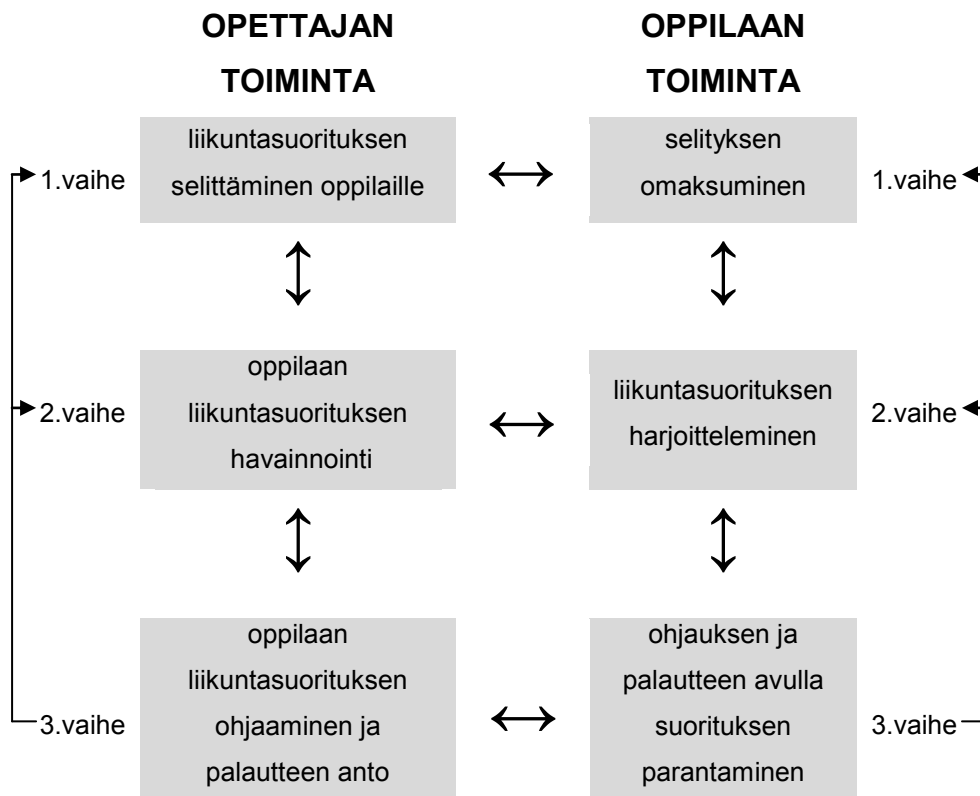 OPETTAJAN
TOIMINTA
OPPILAAN
TOIMINTA
1.vaihe
liikuntasuorituksen
selittäminen oppilaille
selityksen
omaksuminen
1.vaihe
2.vaihe
oppilaan
liikuntasuorituksen
havainnointi
liikuntasuorituksen
harjoitteleminen
2.vaihe
3.vaihe
oppilaan
liikuntasuorituksen
ohjaaminen ja
palautteen anto
ohjauksen ja
palautteen avulla
suorituksen
parantaminen
3.vaihe